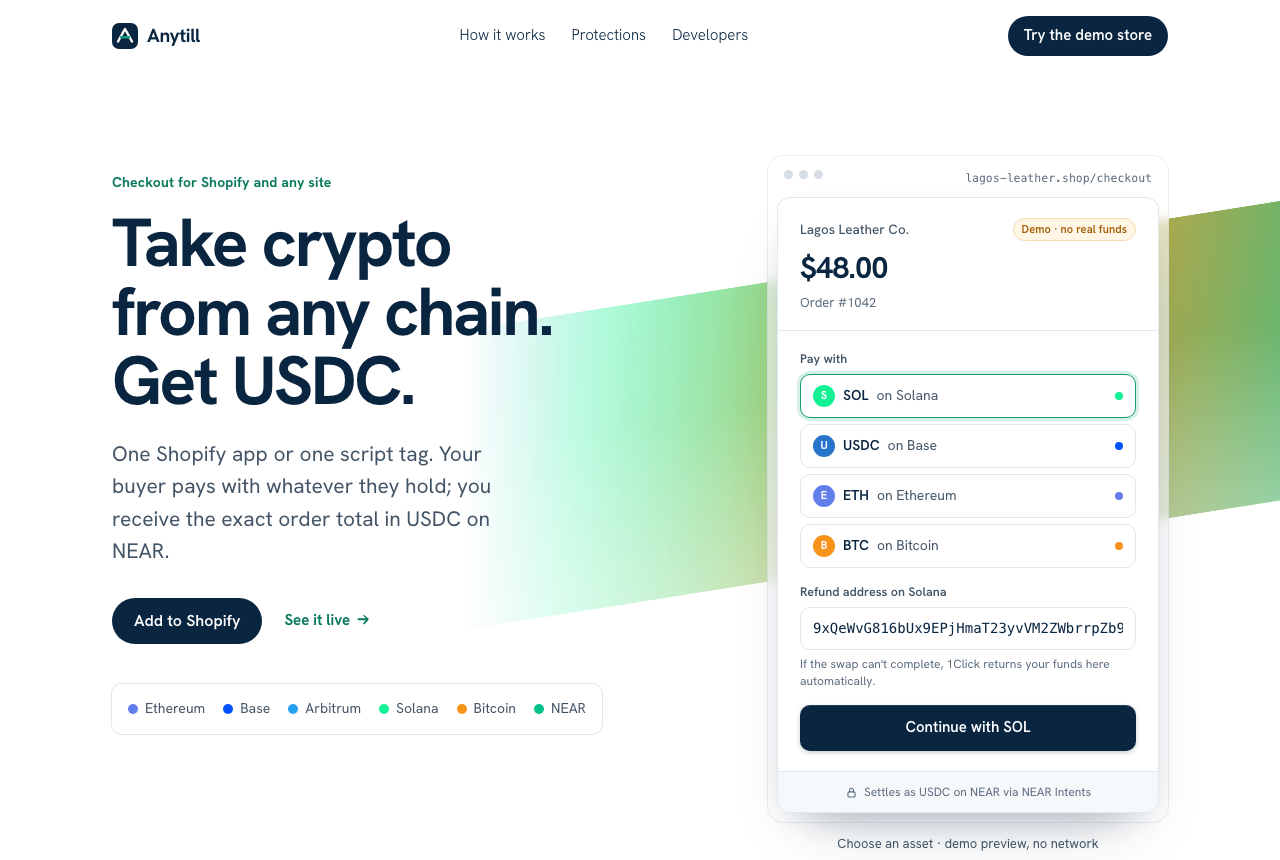 Anytill
How it works
Protections
Developers
Try the demo store
Checkout for Shopify and any site
Take crypto
from any chain.
Get USDC.
One Shopify app or one script tag. Your
buyer pays with whatever they hold; you
receive the exact order total in USDC on
NEAR.
Add to Shopify
See it live →
Ethereum
Base
Arbitrum
Solana
Bitcoin
NEAR
lagos-leather.shop/checkout
Lagos Leather Co.
Demo · no real funds
$48.00
Order #1042
Pay with
S SOL on Solana
U USDC on Base
E ETH on Ethereum
B BTC on Bitcoin
Refund address on Solana
9xQeWvG816bUx9EPjHmaT23yvVM2ZWbrrpZb9
If the swap can't complete, 1Click returns your funds here
automatically.
Continue with SOL
Settles as USDC on NEAR via NEAR Intents
Choose an asset · demo preview, no network